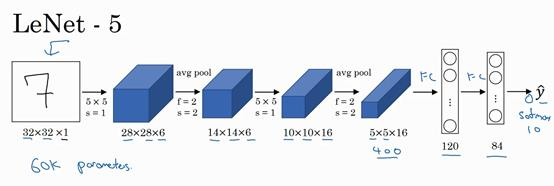 LeNet - 5
7
avg pool
avg pool
5 × 5
s = 1
f = 2
s = 2
5 × 5
s = 1
f = 2
s = 2
FC
FC
ŷ
32×32×1
28×28×6
14×14×6
10×10×16
5×5×16
120
84
400
softmax
10
60K parameters.